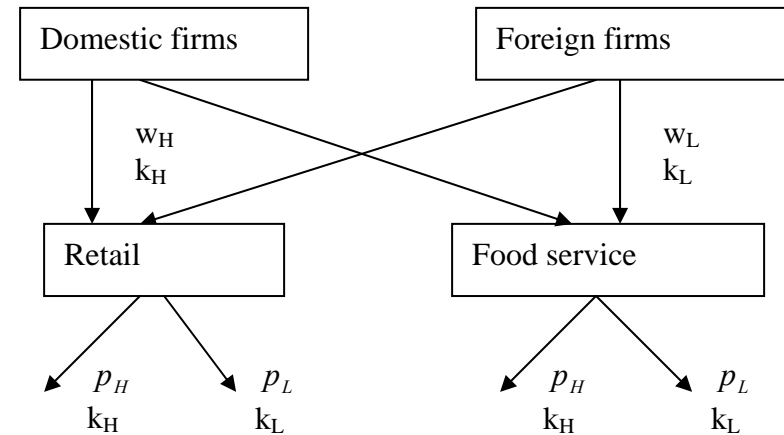 Domestic firms
Foreign firms
w_H
k_H
w_L
k_L
Retail
Food service
p_H
k_H
p_L
k_L
p_H
k_H
p_L
k_L